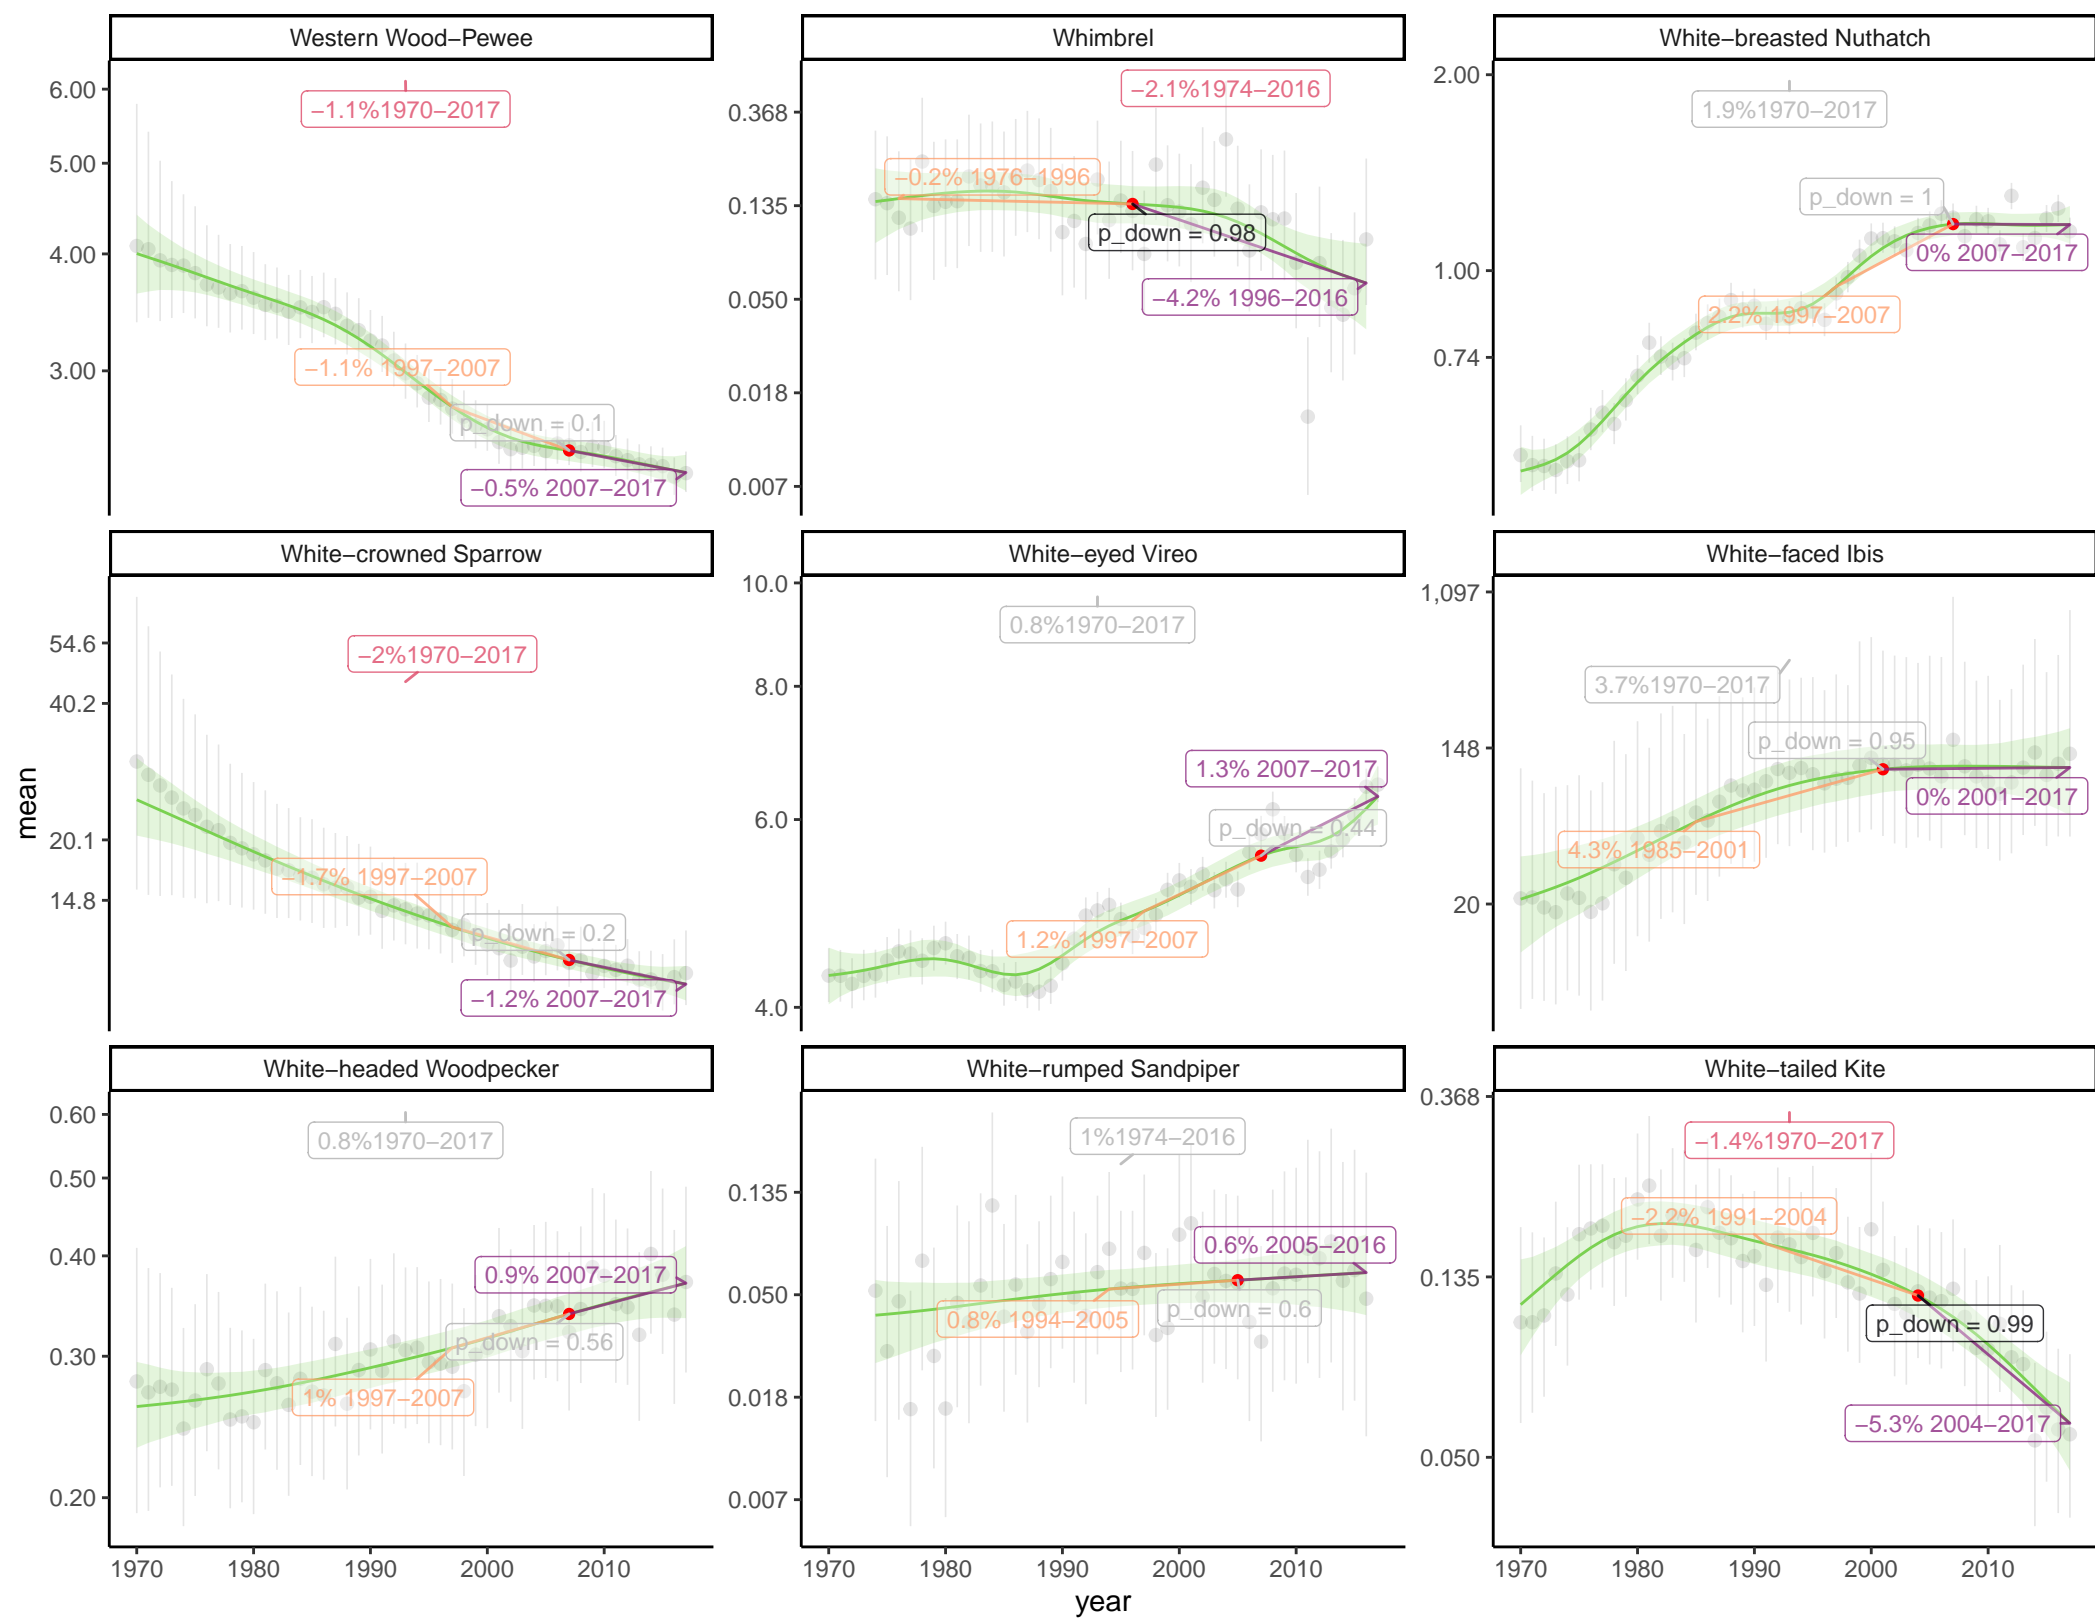 Western Wood–Pewee
Whimbrel
White–breasted Nuthatch
6.00
5.00
4.00
3.00
−1.1%1970−2017
−1.1% 1997−2007
p_down = 0.1
−0.5% 2007−2017
0.368
0.135
0.050
0.018
0.007
−2.1%1974−2016
−0.2% 1976−1996
p_down = 0.98
−4.2% 1996−2016
2.00
1.00
0.74
1.9%1970−2017
p_down = 1
0% 2007−2017
2.2% 1997−2007
White–crowned Sparrow
White–eyed Vireo
White–faced Ibis
54.6
40.2
20.1
14.8
−2%1970−2017
−1.7% 1997−2007
p_down = 0.2
−1.2% 2007−2017
10.0
8.0
6.0
4.0
0.8%1970−2017
1.3% 2007−2017
p_down = 0.44
1.2% 1997−2007
1,097
148
20
3.7%1970−2017
p_down = 0.95
0% 2001−2017
4.3% 1985−2001
mean
White–headed Woodpecker
White–rumped Sandpiper
White–tailed Kite
0.60
0.50
0.40
0.30
0.20
0.8%1970−2017
0.9% 2007−2017
p_down = 0.56
1% 1997−2007
0.135
0.050
0.018
0.007
1%1974−2016
0.6% 2005−2016
p_down = 0.6
0.8% 1994−2005
0.368
0.135
0.050
−1.4%1970−2017
−2.2% 1991−2004
p_down = 0.99
−5.3% 2004−2017
1970 1980 1990 2000 2010
1970 1980 1990 2000 2010
1970 1980 1990 2000 2010
year